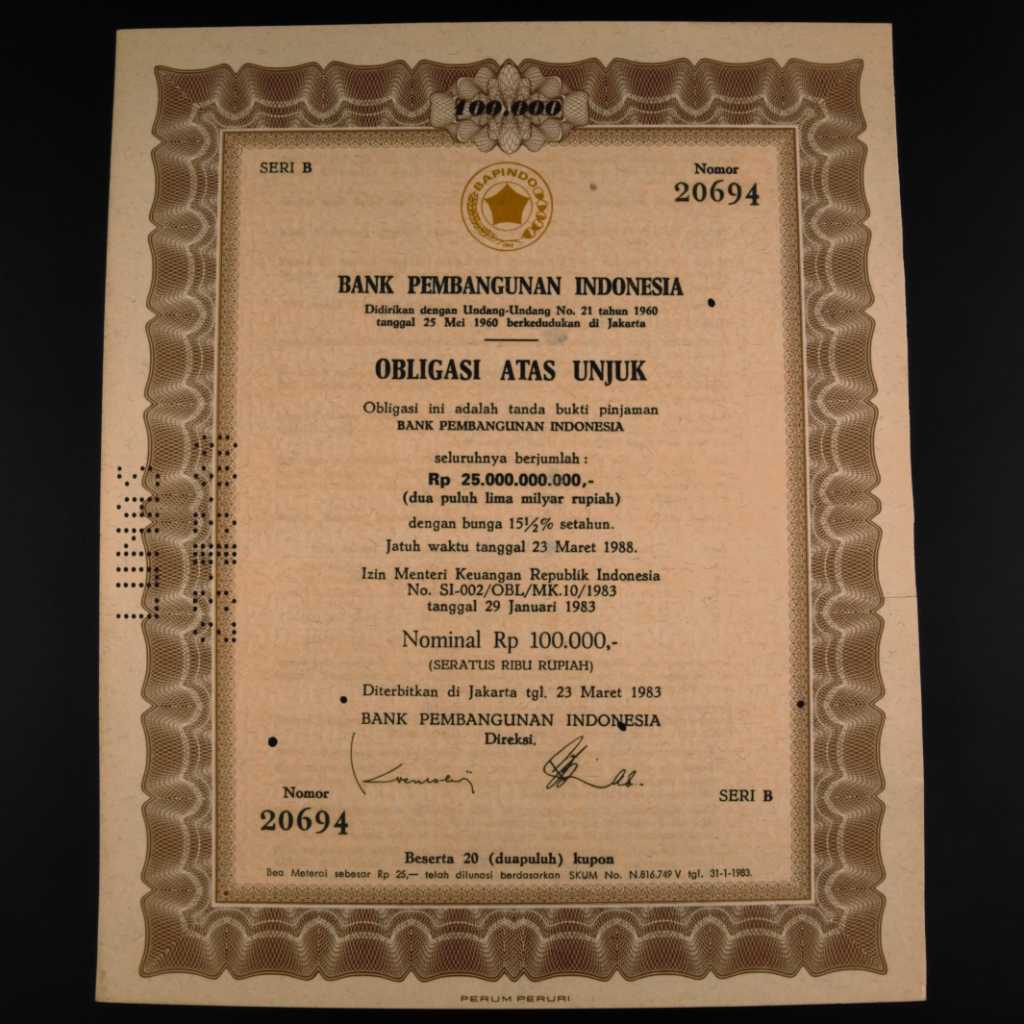 100.000
SERI B
Nomor
20694
BAPINDO
BANK PEMBANGUNAN INDONESIA
Didirikan dengan Undang-Undang No. 21 tahun 1960
tanggal 25 Mei 1960 berkedudukan di Jakarta
OBLIGASI ATAS UNJUK
Obligasi ini adalah tanda bukti pinjaman
BANK PEMBANGUNAN INDONESIA
seluruhnya berjumlah :
Rp 25.000.000.000,-
(dua puluh lima milyar rupiah)
dengan bunga 15½% setahun.
Jatuh waktu tanggal 23 Maret 1988.
Izin Menteri Keuangan Republik Indonesia
No. SI-002/OBL/MK.10/1983
tanggal 29 Januari 1983
Nominal Rp 100.000,-
(SERATUS RIBU RUPIAH)
Diterbitkan di Jakarta tgl. 23 Maret 1983
BANK PEMBANGUNAN INDONESIA
Direksi,
Nomor
20694
SERI B
Beserta 20 (duapuluh) kupon
Bea Meterai sebesar Rp 25,— telah dilunasi berdasarkan SKUM No. N.816.749 V tgl. 31-1-1983.
PERUM PERURI